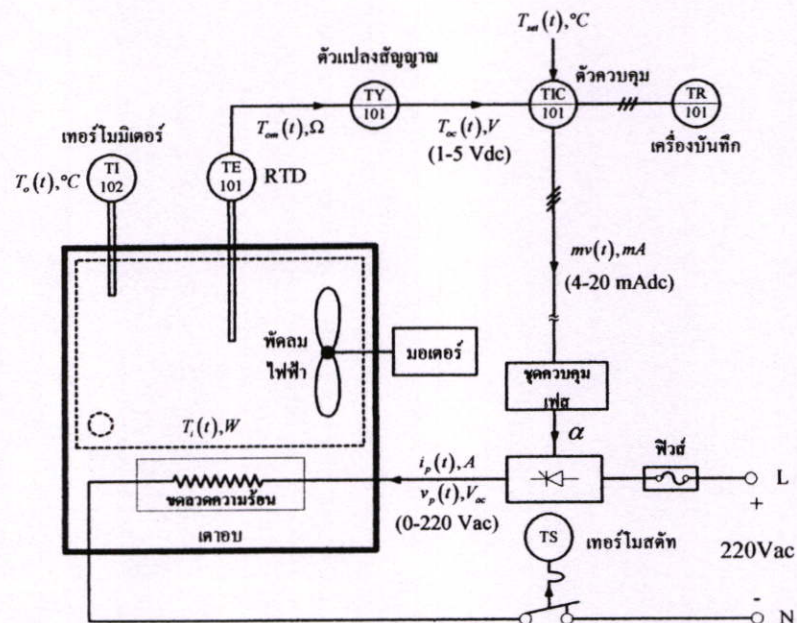 T_set(t),°C
ตัวแปลงสัญญาณ
ตัวควบคุม
TY
101
TIC
101
TR
101
T_om(t),Ω
T_oc(t),V
(1-5 Vdc)
เครื่องบันทึก
เทอร์โมมิเตอร์
T_o(t),°C
TI
102
TE
101
RTD
mv(t),mA
(4-20 mAdc)
พัดลม
ไฟฟ้า
มอเตอร์
ชุดควบคุม
เฟส
α
T_i(t),W
ขดลวดความร้อน
เตาอบ
i_p(t),A
v_p(t),V_ac
(0-220 Vac)
ฟิวส์
L
+
TS
เทอร์โมสตัท
220Vac
-
N